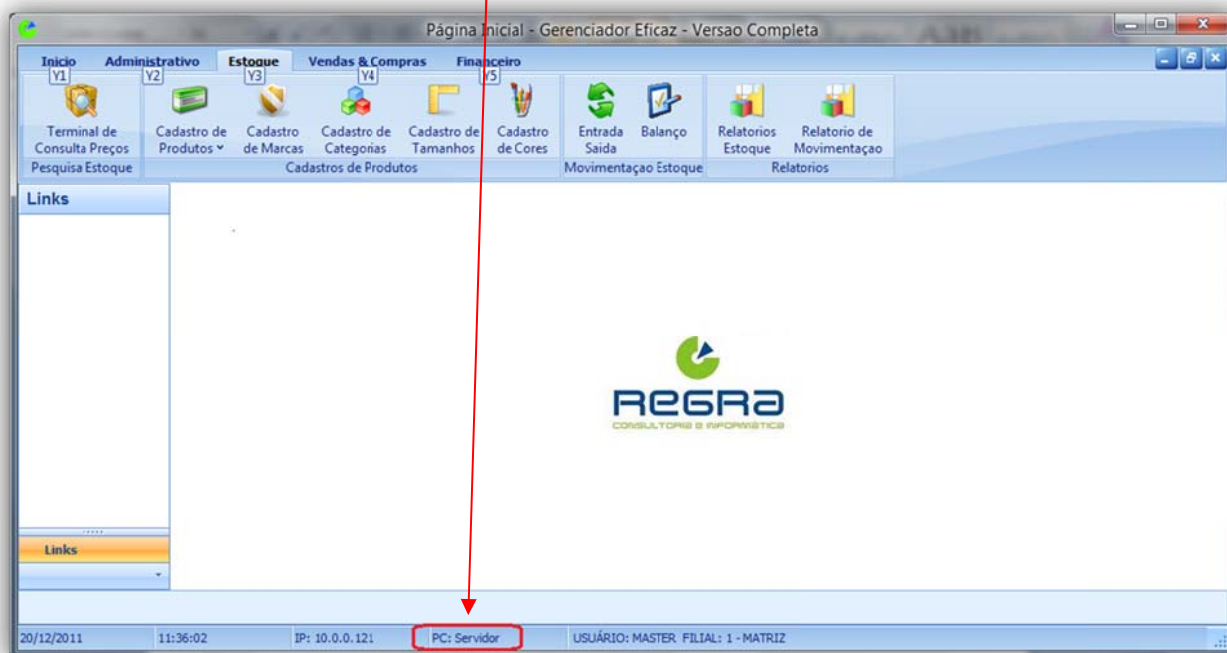 Página Inicial - Gerenciador Eficaz - Versao Completa
Inicio Administrativo Estoque Vendas & Compras Financeiro
Y1 Y2 Y3 Y4 Y5
Terminal de Consulta Preços
Cadastro de Produtos
Cadastro de Marcas
Cadastro de Categorias
Cadastro de Tamanhos
Cadastro de Cores
Entrada Saida
Balanço
Relatorios Estoque
Relatorio de Movimentaçao
Pesquisa Estoque
Cadastros de Produtos
Movimentaçao Estoque
Relatorios
Links
REGRA
CONSULTORIA E INFORMÁTICA
Links
20/12/2011 11:36:02 IP: 10.0.0.121 PC: Servidor USUÁRIO: MASTER FILIAL: 1 - MATRIZ